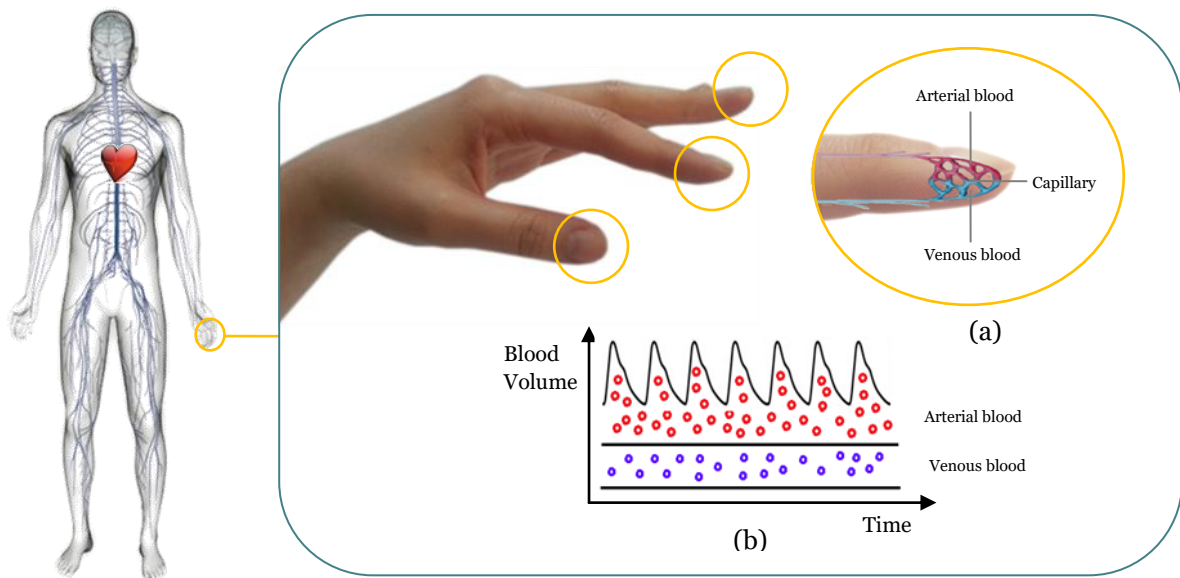 Arterial blood
Capillary
Venous blood
(a)
Blood
Volume
Arterial blood
Venous blood
Time
(b)